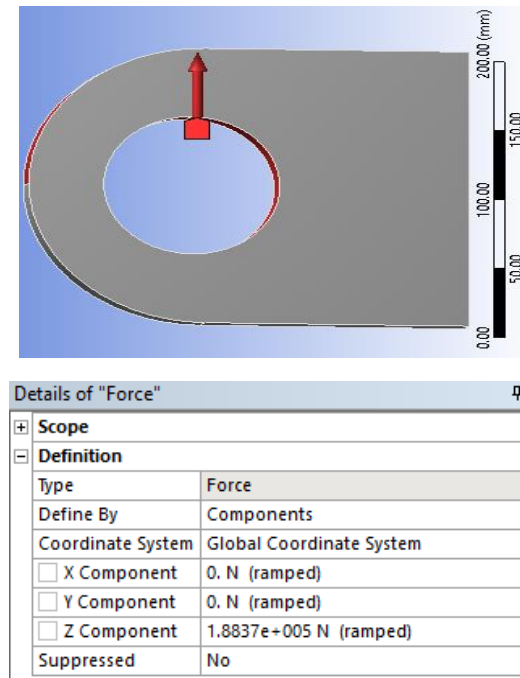 200.00 (mm)
150.00
100.00
50.00
0.00
Details of "Force"
Scope
Definition
Type Force
Define By Components
Coordinate System Global Coordinate System
X Component 0. N (ramped)
Y Component 0. N (ramped)
Z Component 1.8837e+005 N (ramped)
Suppressed No